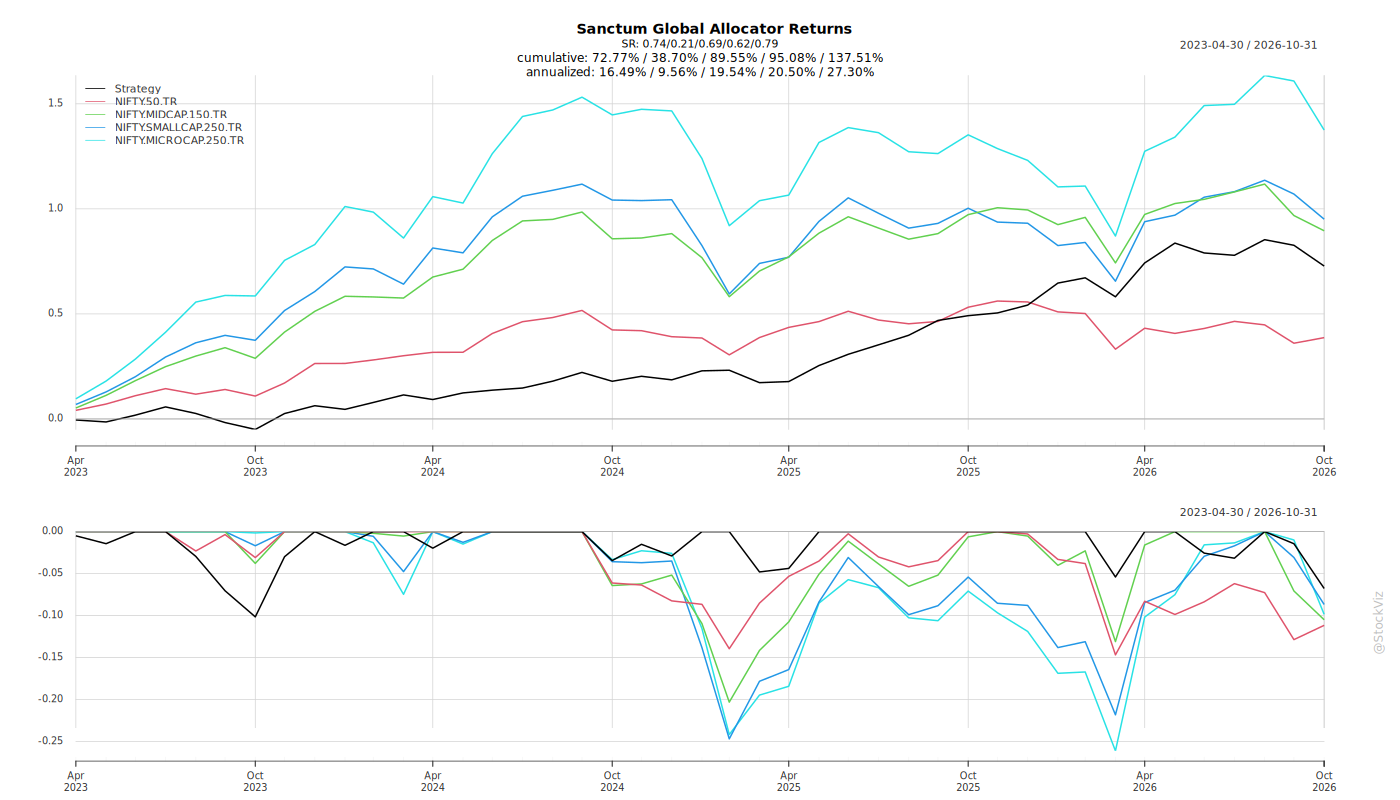 Sanctum Global Allocator Returns
SR: 0.74/0.21/0.69/0.62/0.79
cumulative: 72.77% / 38.70% / 89.55% / 95.08% / 137.51%
annualized: 16.49% / 9.56% / 19.54% / 20.50% / 27.30%
2023-04-30 / 2026-10-31
Strategy
NIFTY.50.TR
NIFTY.MIDCAP.150.TR
NIFTY.SMALLCAP.250.TR
NIFTY.MICROCAP.250.TR
1.5
1.0
0.5
0.0
Apr Oct Apr Oct Apr Oct Apr Oct
2023 2023 2024 2024 2025 2025 2026 2026
2023-04-30 / 2026-10-31
0.00
-0.05
-0.10
-0.15
-0.20
-0.25
Apr Oct Apr Oct Apr Oct Apr Oct
2023 2023 2024 2024 2025 2025 2026 2026
@StockViz